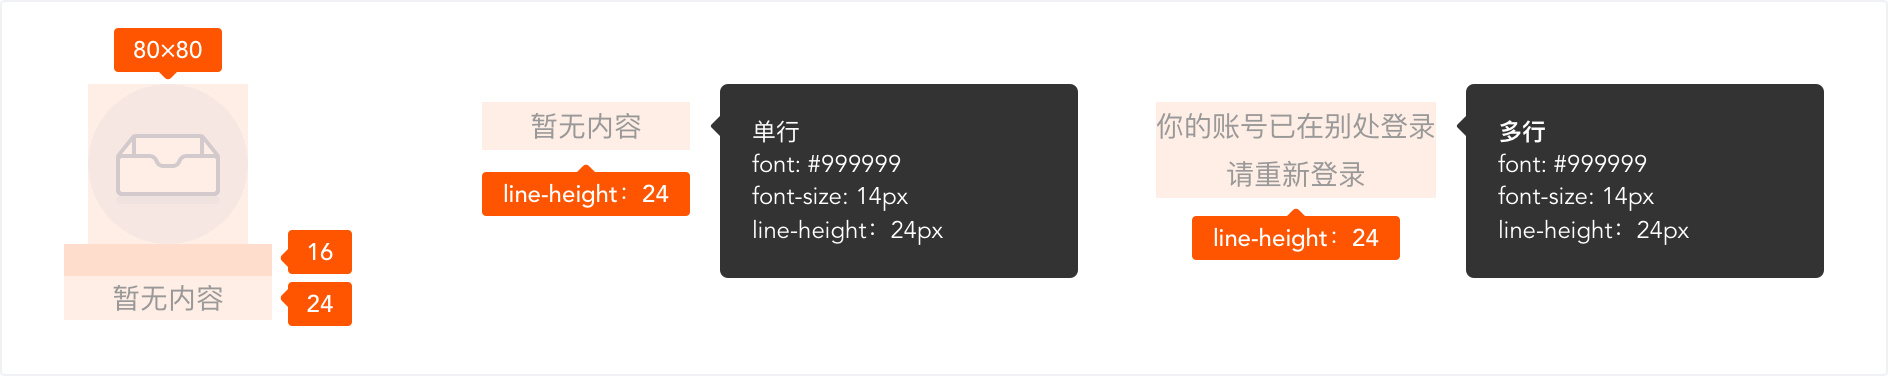 80×80
16
暂无内容
24
暂无内容
line-height：24
单行
font: #999999
font-size: 14px
line-height：24px
你的账号已在别处登录
请重新登录
line-height：24
多行
font: #999999
font-size: 14px
line-height：24px